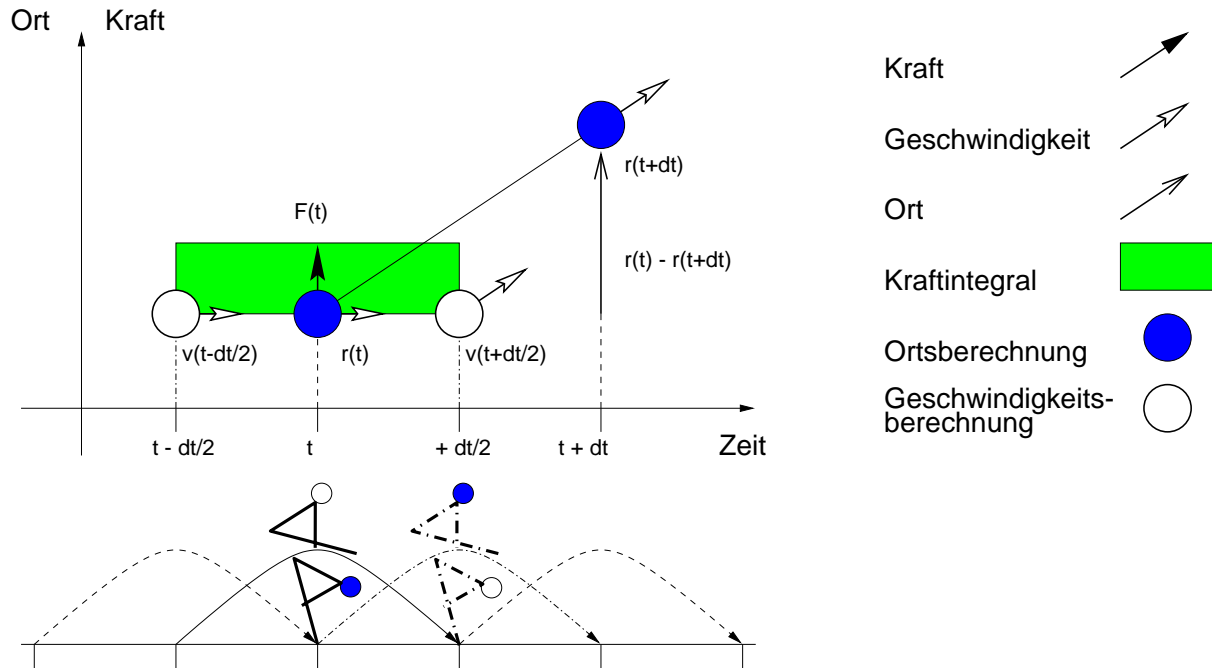 Ort Kraft
F(t)
r(t+dt)
r(t) - r(t+dt)
v(t-dt/2)
r(t)
v(t+dt/2)
t - dt/2
t
+ dt/2
t + dt
Zeit
Kraft
Geschwindigkeit
Ort
Kraftintegral
Ortsberechnung
Geschwindigkeits-
berechnung